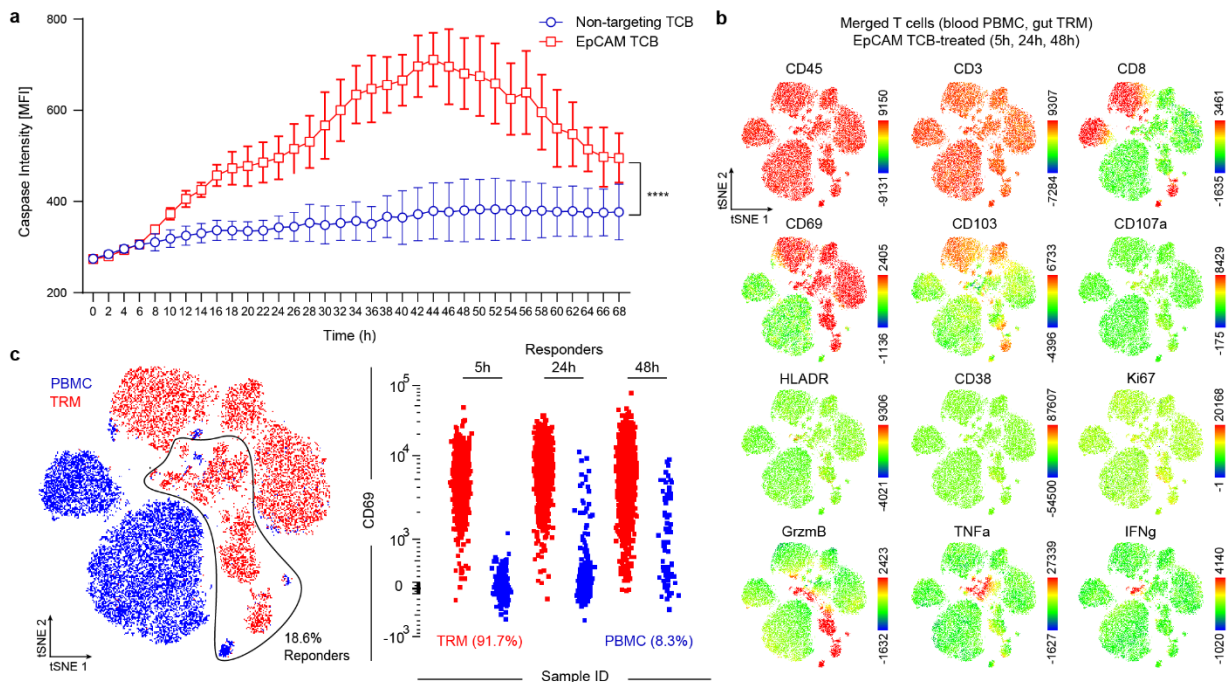 a
800
600
400
200
Caspase Intensity [MFI]
Non-targeting TCB
EpCAM TCB
****
0 2 4 6 8 10 12 14 16 18 20 22 24 26 28 30 32 34 36 38 40 42 44 46 48 50 52 54 56 58 60 62 64 66 68
Time (h)
b
Merged T cells (blood PBMC, gut TRM)
EpCAM TCB-treated (5h, 24h, 48h)
CD45 CD3 CD8
-9131 9150
-7284 9307
-1635 3461
tSNE 2
tSNE 1
CD69 CD103 CD107a
-1136 2405
-4396 6733
-175 8429
HLADR CD38 Ki67
-4021 9306
-54600 87607
-1 20168
GrzmB TNFa IFNg
-1632 2423
-1627 27339
-1020 4140
c
PBMC
TRM
18.6%
Reponders
tSNE 2
tSNE 1
Responders
5h 24h 48h
CD69
10^5
10^4
10^3
0
-10^3
TRM (91.7%) PBMC (8.3%)
Sample ID